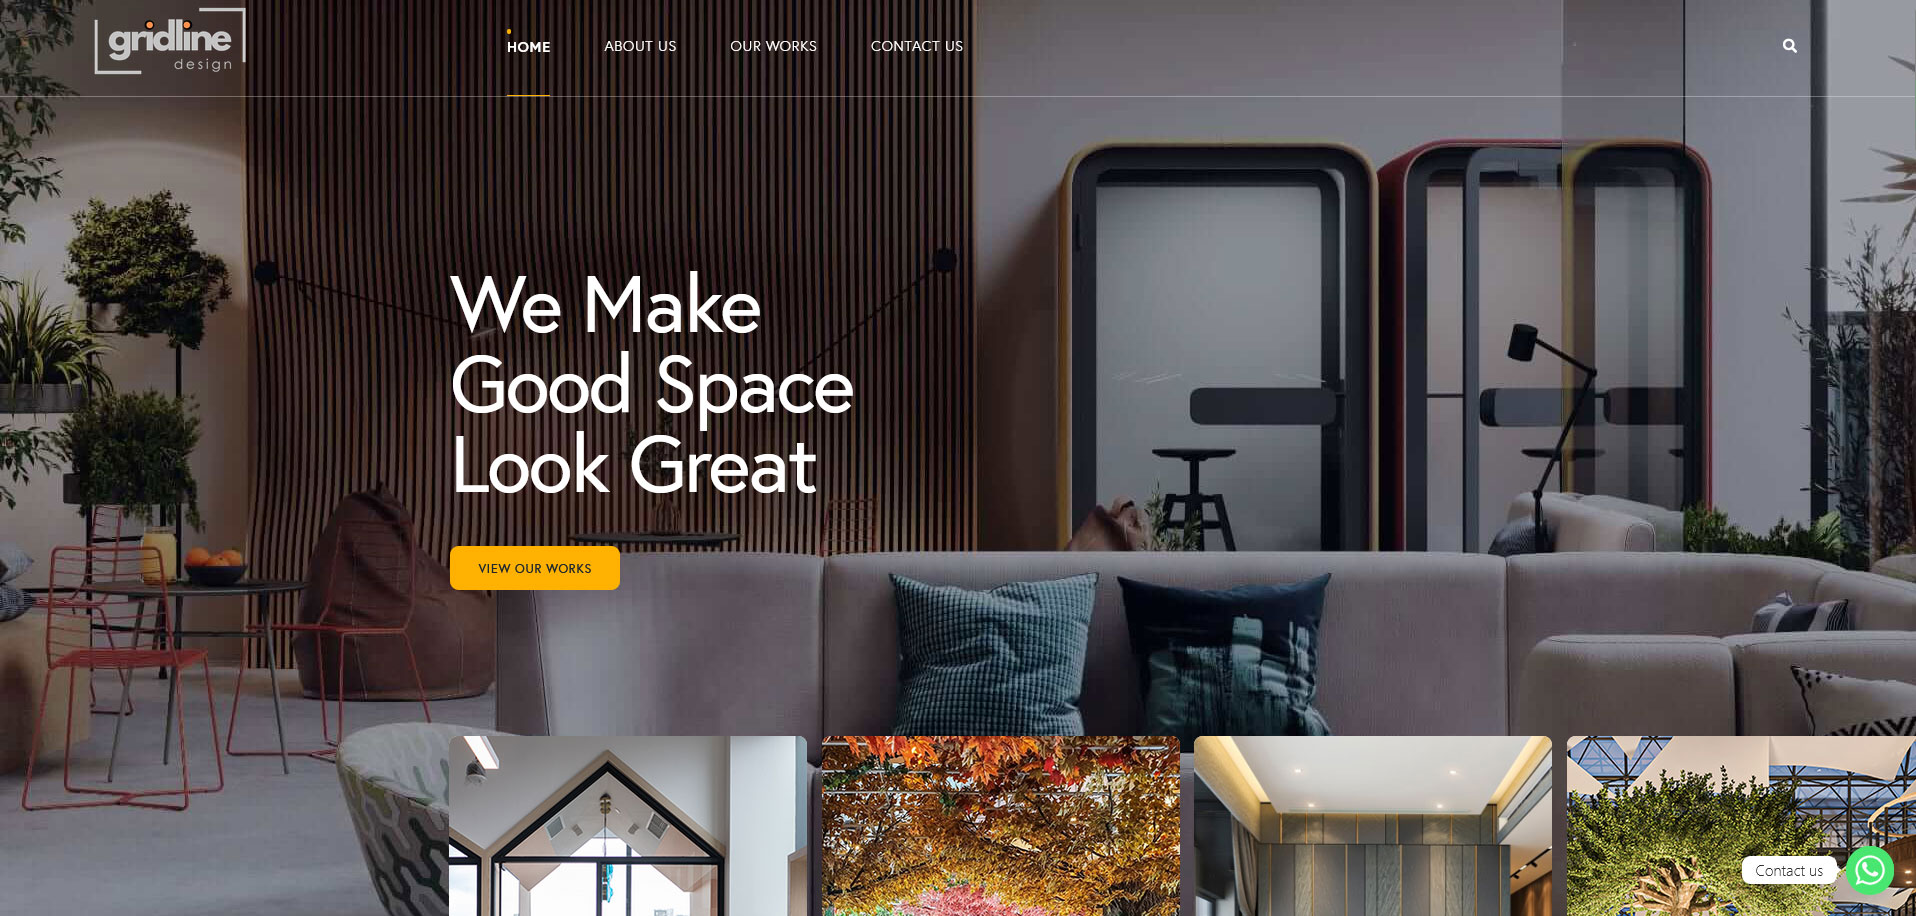 gridline
design
HOME
ABOUT US
OUR WORKS
CONTACT US
We Make
Good Space
Look Great
VIEW OUR WORKS
Contact us